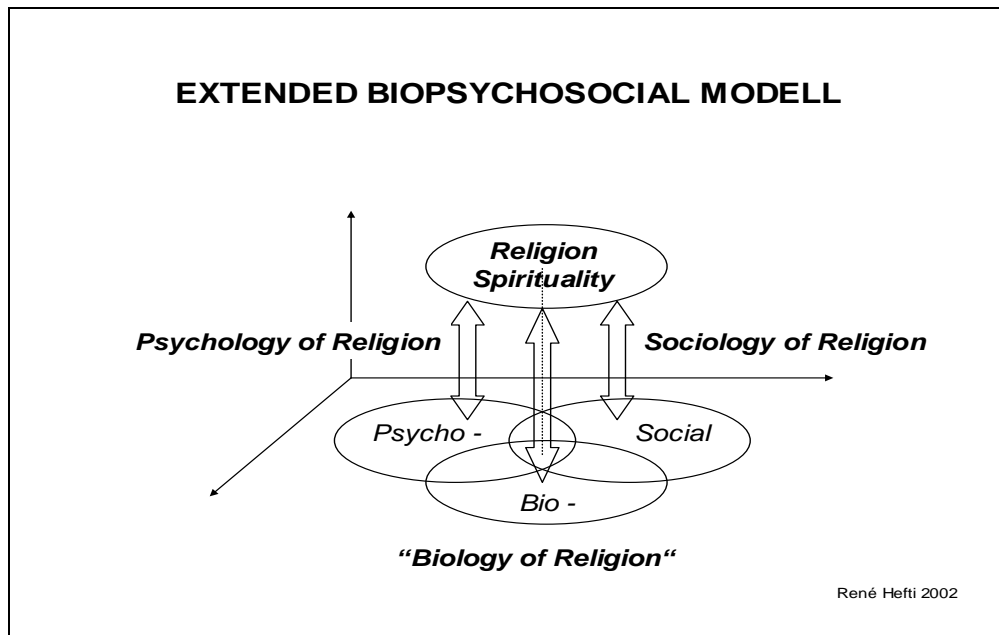 EXTENDED BIOPSYCHOSOCIAL MODELL
Religion
Spirituality
Psychology of Religion
Sociology of Religion
Psycho -
Social
Bio -
“Biology of Religion“
René Hefti 2002